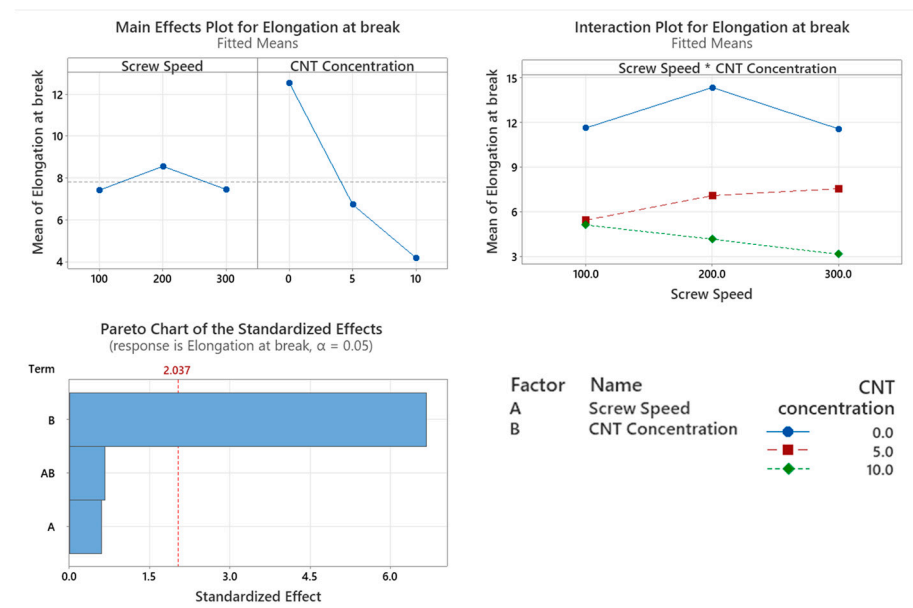 Main Effects Plot for Elongation at break
Fitted Means
Screw Speed CNT Concentration
Mean of Elongation at break
12
10
8
6
4
100 200 300 0 5 10
Interaction Plot for Elongation at break
Fitted Means
Screw Speed * CNT Concentration
Mean of Elongation at break
15
12
9
6
3
100.0 200.0 300.0
Screw Speed
Pareto Chart of the Standardized Effects
(response is Elongation at break, α = 0.05)
Term
2.037
B
AB
A
0.0 1.5 3.0 4.5 6.0
Standardized Effect
Factor Name
A Screw Speed
B CNT Concentration
CNT
concentration
0.0
5.0
10.0